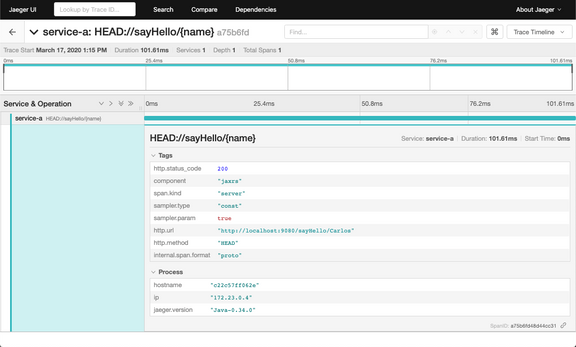 Jaeger UI Lookup by Trace ID... Search Compare Dependencies About Jaeger
service-a: HEAD://sayHello/{name} a75b6fd Find... Trace Timeline
Trace Start March 17, 2020 1:15 PM Duration 101.61ms Services 1 Depth 1 Total Spans 1
0ms 25.4ms 50.8ms 76.2ms 101.61ms
Service & Operation 0ms 25.4ms 50.8ms 76.2ms 101.61ms
service-a HEAD://sayHello/{name}
HEAD://sayHello/{name} Service: service-a Duration: 101.61ms Start Time: 0ms
Tags
http.status_code 200
component "jaxrs"
span.kind "server"
sampler.type "const"
sampler.param true
http.url "http://localhost:9080/sayHello/Carlos"
http.method "HEAD"
internal.span.format "proto"
Process
hostname "c22c57ff062e"
ip "172.23.0.4"
jaeger.version "Java-0.34.0"
SpanID: